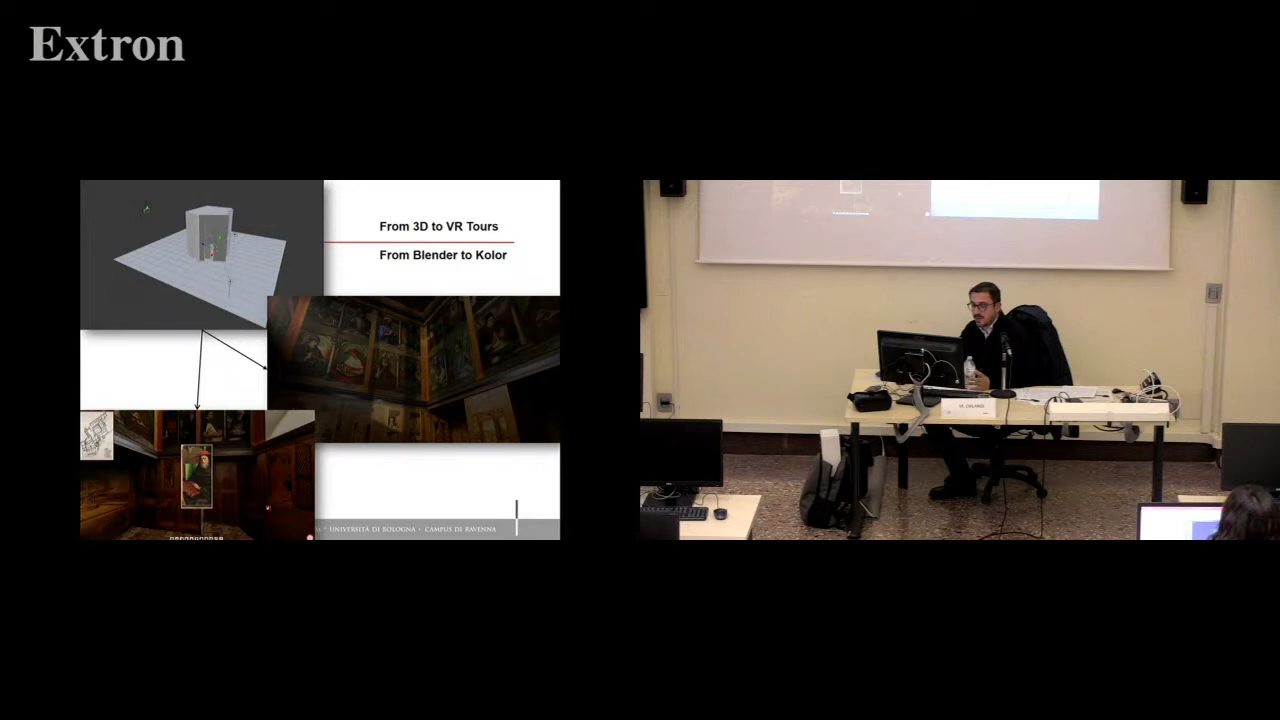 Extron
From 3D to VR Tours
From Blender to Kolor
UNIVERSITÀ DI BOLOGNA - CAMPUS DI RAVENNA